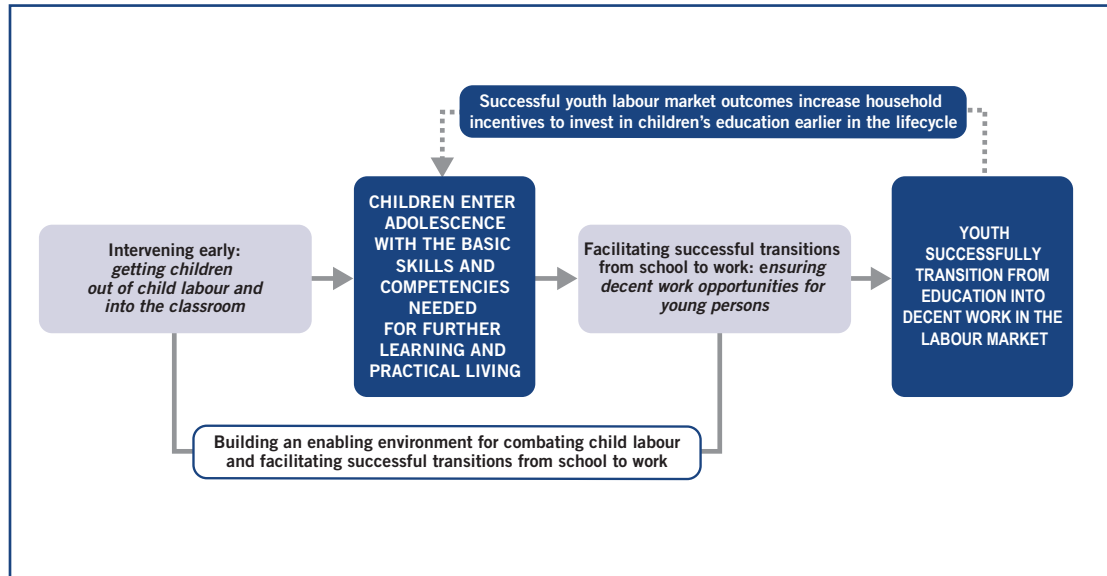 Successful youth labour market outcomes increase household
incentives to invest in children’s education earlier in the lifecycle
Intervening early:
getting children
out of child labour and
into the classroom
CHILDREN ENTER
ADOLESCENCE
WITH THE BASIC
SKILLS AND
COMPETENCIES
NEEDED
FOR FURTHER
LEARNING AND
PRACTICAL LIVING
Facilitating successful transitions
from school to work: ensuring
decent work opportunities for
young persons
YOUTH
SUCCESSFULLY
TRANSITION FROM
EDUCATION INTO
DECENT WORK IN THE
LABOUR MARKET
Building an enabling environment for combating child labour
and facilitating successful transitions from school to work